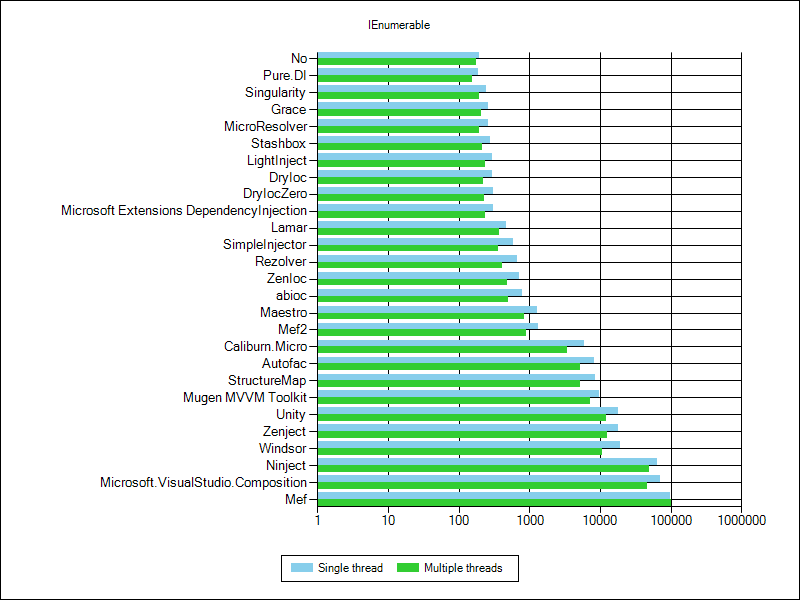 IEnumerable
No
Pure.DI
Singularity
Grace
MicroResolver
Stashbox
LightInject
DryIoc
DryIocZero
Microsoft Extensions DependencyInjection
Lamar
SimpleInjector
Rezolver
ZenIoc
abioc
Maestro
Mef2
Caliburn.Micro
Autofac
StructureMap
Mugen MVVM Toolkit
Unity
Zenject
Windsor
Ninject
Microsoft.VisualStudio.Composition
Mef
1 10 100 1000 10000 100000 1000000
Single thread Multiple threads